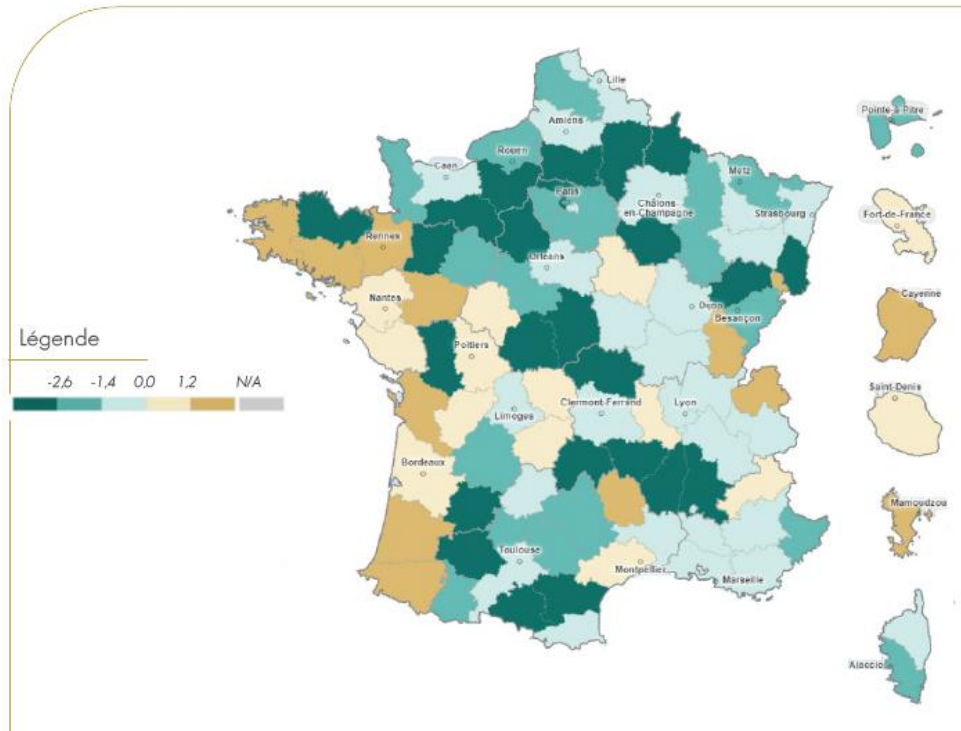 Lille
Amiens
Rouen
Caen
Metz
Paris
Châlons-
en-Champagne
Strasbourg
Rennes
Orléans
Nantes
Dijon
Besançon
Poitiers
Limoges
Clermont-Ferrand
Lyon
Bordeaux
Toulouse
Montpellier
Marseille
Légende
-2,6
-1,4
0,0
1,2
N/A
Pointe-à-Pitre
Fort-de-France
Cayenne
Saint-Denis
Mamoudzou
Ajaccio